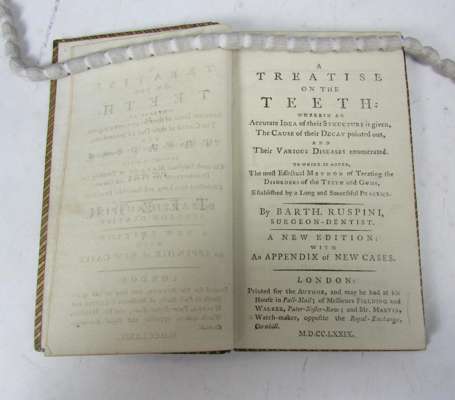 A
TREATISE
ON THE
TEETH:
WHEREIN AN
Accurate IDEA of their STRUCTURE is given,
The CAUSE of their DECAY pointed out,
AND
Their VARIOUS DISEASES enumerated.
TO WHICH IS ADDED,
The most Effectual METHOD of Treating the
DISORDERS of the TEETH and GUMS,
Established by a Long and Successful PRACTICE.
By BARTH. RUSPINI,
SURGEON-DENTIST.
A NEW EDITION:
WITH
An APPENDIX of NEW CASES.
LONDON:
Printed for the AUTHOR, and may be had at his
House in Pall-Mall; of Messieurs FIELDING and
WALKER, Pater-Noster-Row; and Mr. MARTIN,
Watch-maker, opposite the Royal-Exchange,
Cornhill.
M.DCC.LXXIX.